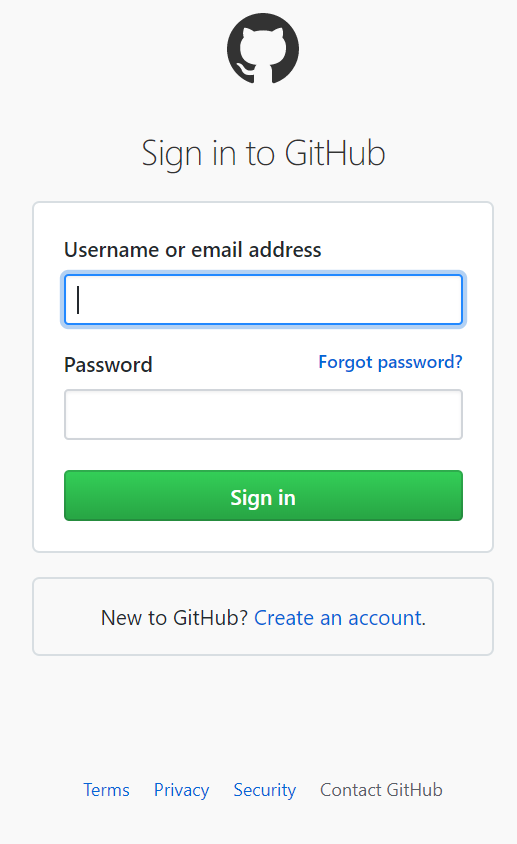 Sign in to GitHub
Username or email address
Password Forgot password?
Sign in
New to GitHub? Create an account.
Terms Privacy Security Contact GitHub